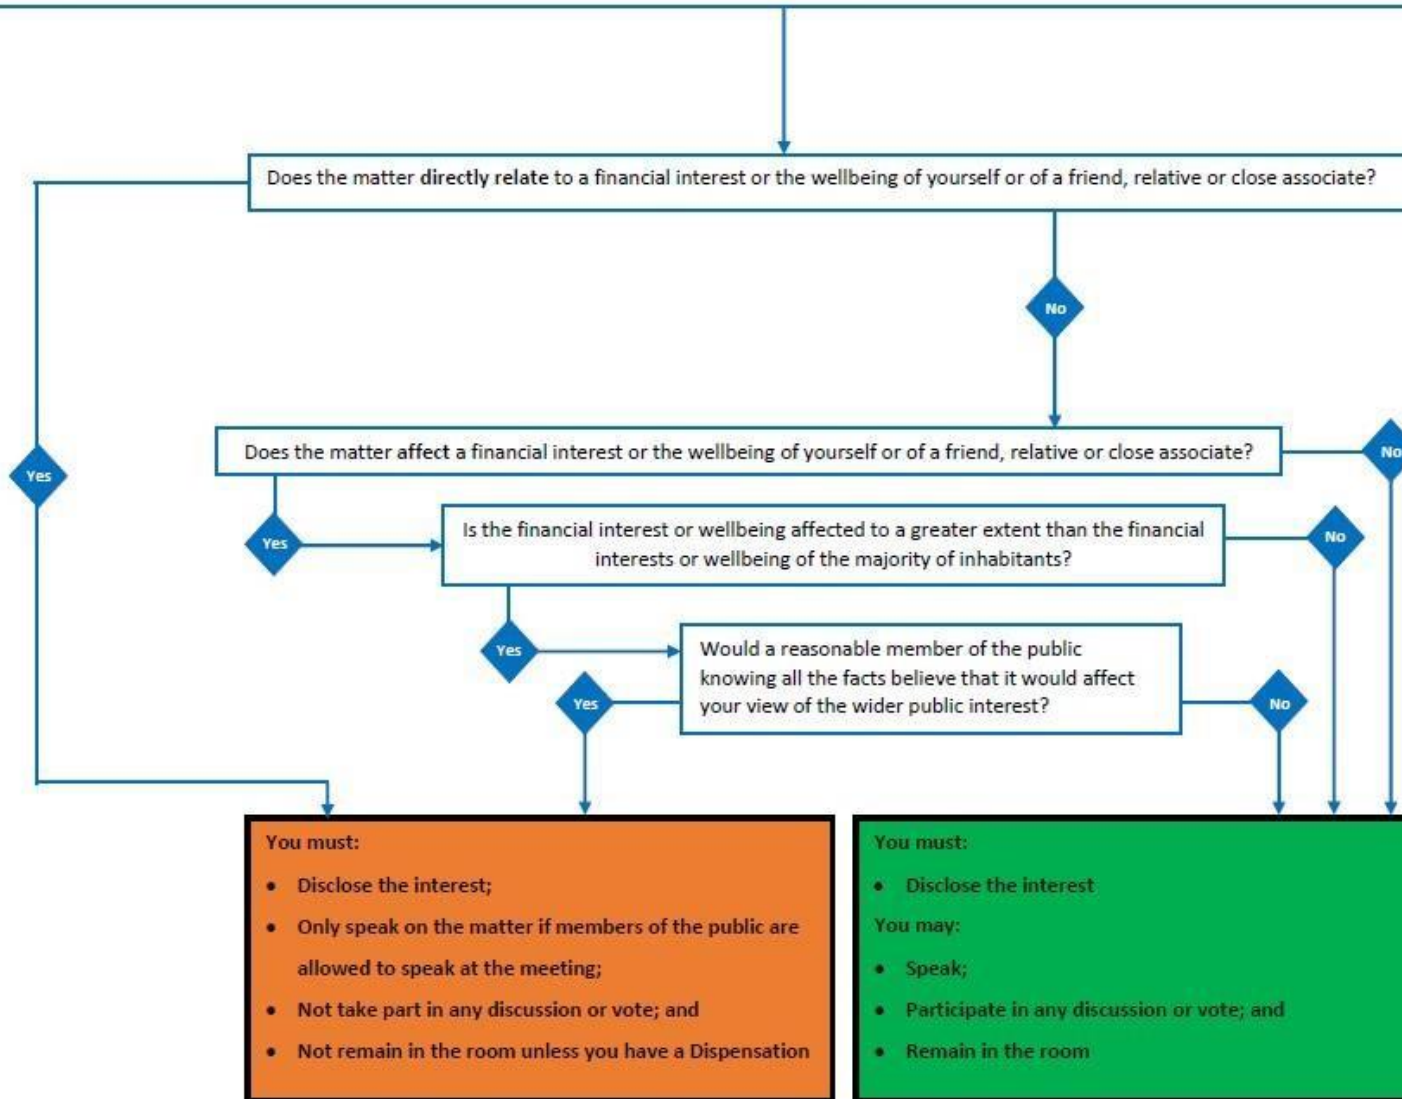 Does the matter directly relate to a financial interest or the wellbeing of yourself or of a friend, relative or close associate?
No
Does the matter affect a financial interest or the wellbeing of yourself or of a friend, relative or close associate?
No
Yes
Yes
Is the financial interest or wellbeing affected to a greater extent than the financial
interests or wellbeing of the majority of inhabitants?
No
Yes
Would a reasonable member of the public
knowing all the facts believe that it would affect
your view of the wider public interest?
Yes
No
You must:
• Disclose the interest;
• Only speak on the matter if members of the public are
allowed to speak at the meeting;
• Not take part in any discussion or vote; and
• Not remain in the room unless you have a Dispensation
You must:
• Disclose the interest
You may:
• Speak;
• Participate in any discussion or vote; and
• Remain in the room